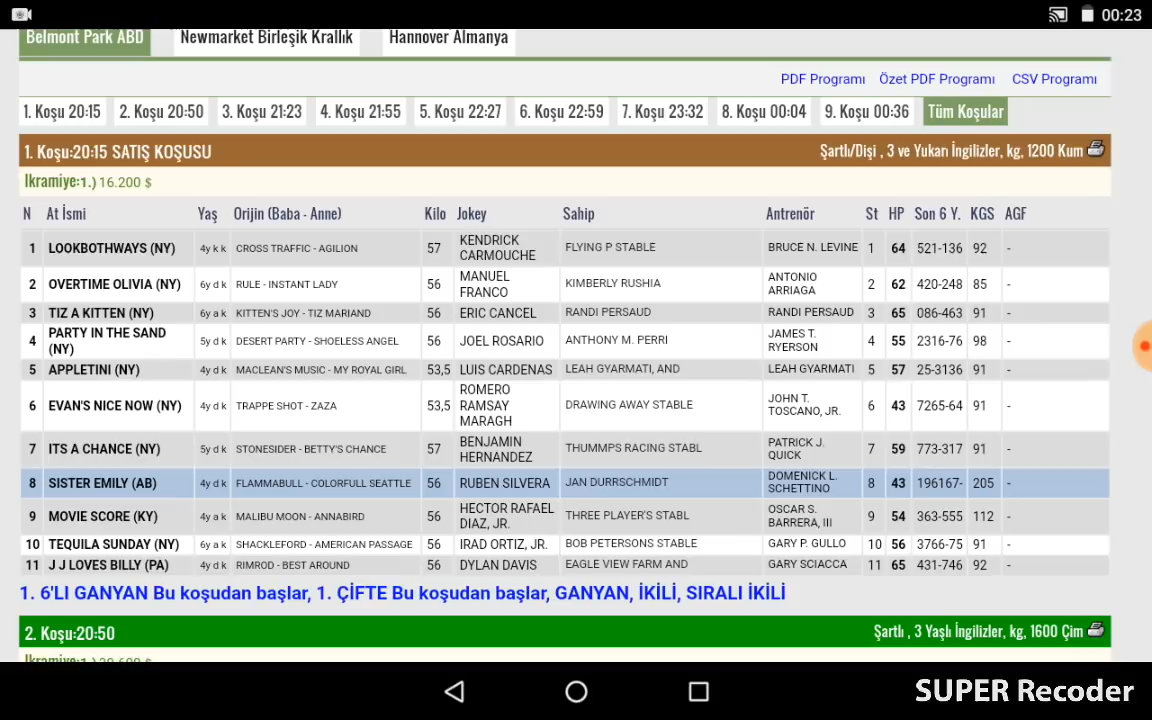 00:23
Belmont Park ABD Newmarket Birleşik Krallık Hannover Almanya
PDF Programı Özet PDF Programı CSV Programı
1. Koşu 20:15 2. Koşu 20:50 3. Koşu 21:23 4. Koşu 21:55 5. Koşu 22:27 6. Koşu 22:59 7. Koşu 23:32 8. Koşu 00:04 9. Koşu 00:36 Tüm Koşular
1. Koşu:20:15 SATIŞ KOŞUSU Şartlı/Dişi , 3 ve Yukarı İngilizler, kg, 1200 Kum
Ikramiye:1.) 16.200 $
N At İsmi Yaş Orijin (Baba - Anne) Kilo Jokey Sahip Antrenör St HP Son 6 Y. KGS AGF
1 LOOKBOTHWAYS (NY) 4y k k CROSS TRAFFIC - AGILION 57 KENDRICK CARMOUCHE FLYING P STABLE BRUCE N. LEVINE 1 64 521-136 92 -
2 OVERTIME OLIVIA (NY) 6y d k RULE - INSTANT LADY 56 MANUEL FRANCO KIMBERLY RUSHIA ANTONIO ARRIAGA 2 62 420-248 85 -
3 TIZ A KITTEN (NY) 6y a k KITTEN'S JOY - TIZ MARIAND 56 ERIC CANCEL RANDI PERSAUD RANDI PERSAUD 3 65 086-463 91 -
4 PARTY IN THE SAND (NY) 5y d k DESERT PARTY - SHOELESS ANGEL 56 JOEL ROSARIO ANTHONY M. PERRI JAMES T. RYERSON 4 55 2316-76 98 -
5 APPLETINI (NY) 4y d k MACLEAN'S MUSIC - MY ROYAL GIRL 53,5 LUIS CARDENAS LEAH GYARMATI, AND LEAH GYARMATI 5 57 25-3136 91 -
6 EVAN'S NICE NOW (NY) 4y d k TRAPPE SHOT - ZAZA 53,5 ROMERO RAMSAY MARAGH DRAWING AWAY STABLE JOHN T. TOSCANO, JR. 6 43 7265-64 91 -
7 ITS A CHANCE (NY) 5y d k STONESIDER - BETTY'S CHANCE 57 BENJAMIN HERNANDEZ THUMMPS RACING STABL PATRICK J. QUICK 7 59 773-317 91 -
8 SISTER EMILY (AB) 4y d k FLAMMABULL - COLORFULL SEATTLE 56 RUBEN SILVERA JAN DURRSCHMIDT DOMENICK L. SCHETTINO 8 43 196167- 205 -
9 MOVIE SCORE (KY) 4y a k MALIBU MOON - ANNABIRD 56 HECTOR RAFAEL DIAZ, JR. THREE PLAYER'S STABL OSCAR S. BARRERA, III 9 54 363-555 112 -
10 TEQUILA SUNDAY (NY) 6y a k SHACKLEFORD - AMERICAN PASSAGE 56 IRAD ORTIZ, JR. BOB PETERSONS STABLE GARY P. GULLO 10 56 3766-75 91 -
11 J J LOVES BILLY (PA) 4y d k RIMROD - BEST AROUND 56 DYLAN DAVIS EAGLE VIEW FARM AND GARY SCIACCA 11 65 431-746 92 -
1. 6'LI GANYAN Bu koşudan başlar, 1. ÇİFTE Bu koşudan başlar, GANYAN, İKİLİ, SIRALI İKİLİ
2. Koşu:20:50 Şartlı , 3 Yaşlı İngilizler, kg, 1600 Çim
Ikramiye:1.)
SUPER Recoder